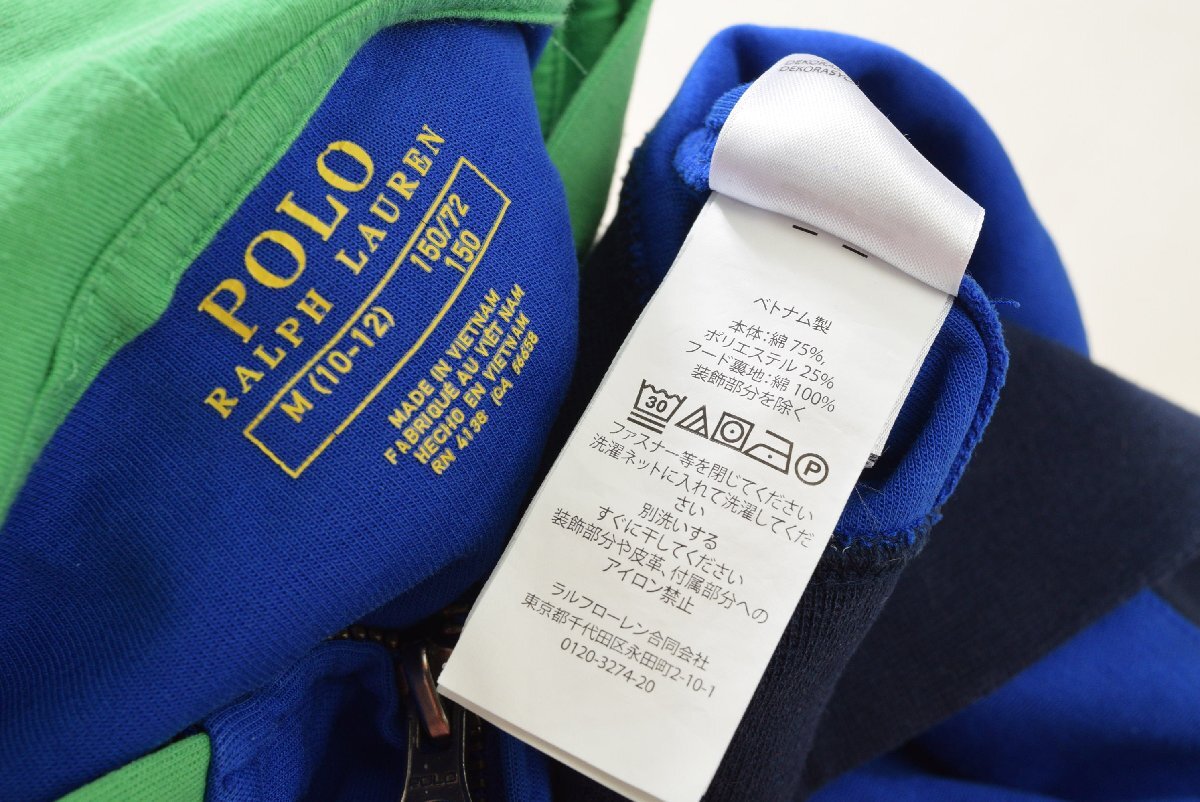 POLO
RALPH LAUREN
M (10-12)
150/72
150
MADE IN VIETNAM
FABRIQUÉ AU VIÊT NAM
HECHO EN VIETNAM
RN 41 38 (QA 56658
DEKORASYO
ベトナム製
本体:綿 75%,
ポリエステル 25%
フード裏地:綿 100%
装飾部分を除く
30
P
ファスナー等を閉じてください
洗濯ネットに入れて洗濯してくだ
さい
別洗いする
すぐに干してください
装飾部分や皮革、付属部分への
アイロン禁止
ラルフローレン合同会社
東京都千代田区永田町2-10-1
0120-3274-20
POLO